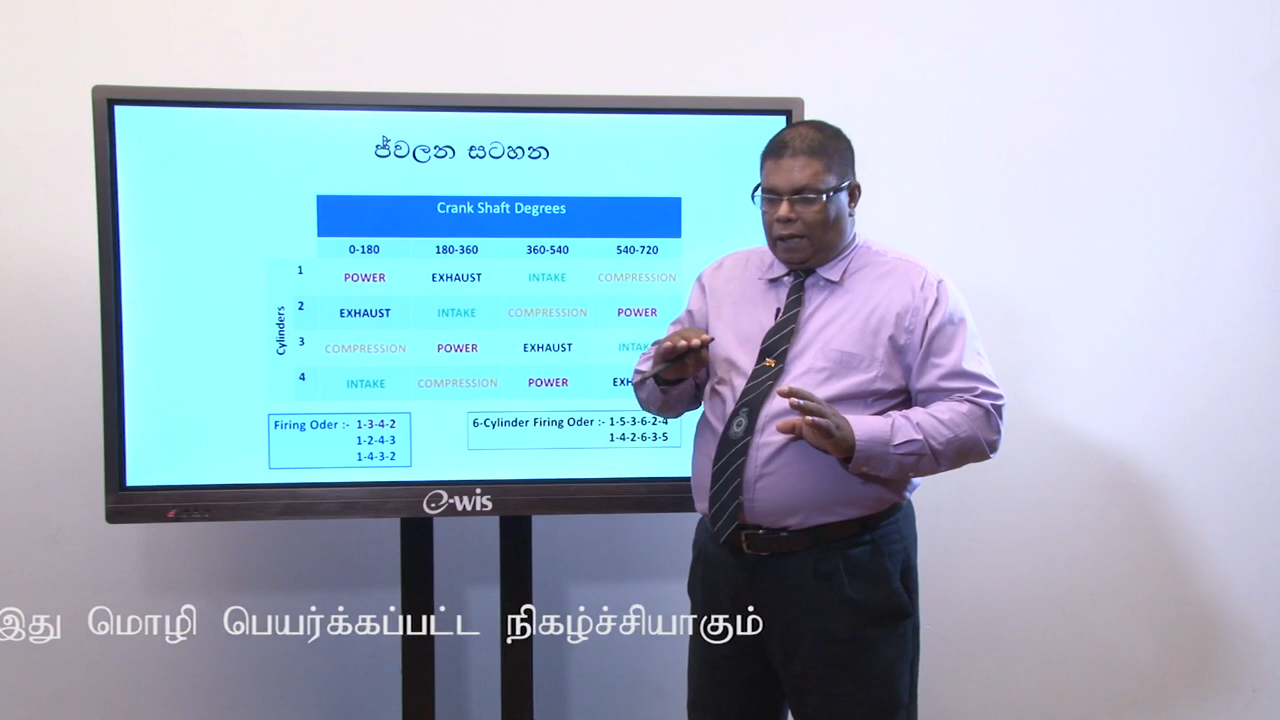 ජ්වලන සටහන
Crank Shaft Degrees
0-180 180-360 360-540 540-720
Cylinders
1 POWER EXHAUST INTAKE COMPRESSION
2 EXHAUST INTAKE COMPRESSION POWER
3 COMPRESSION POWER EXHAUST
4 INTAKE COMPRESSION POWER
Firing Oder :- 1-3-4-2
1-2-4-3
1-4-3-2
6-Cylinder Firing Oder :- 1-5-3-6-2-4
1-4-2-6-3-5
e-wis
இது மொழி பெயர்க்கப்பட்ட நிகழ்ச்சியாகும்